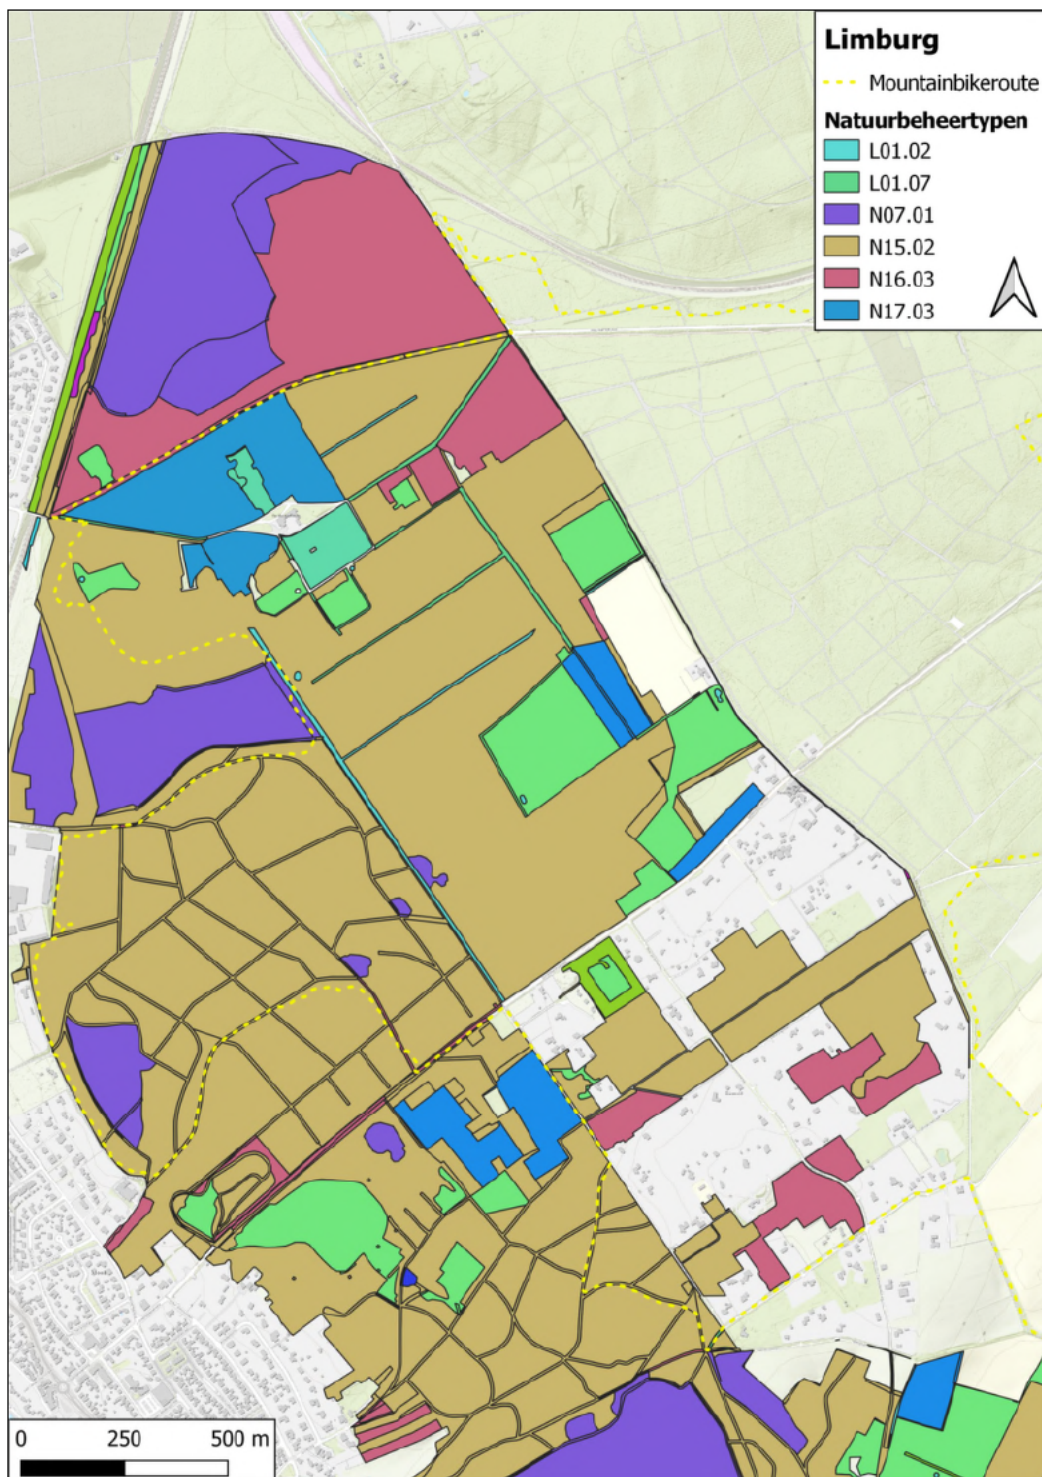 Limburg
Mountainbikeroute
Natuurbeheertypen
L01.02
L01.07
N07.01
N15.02
N16.03
N17.03
0 250 500 m